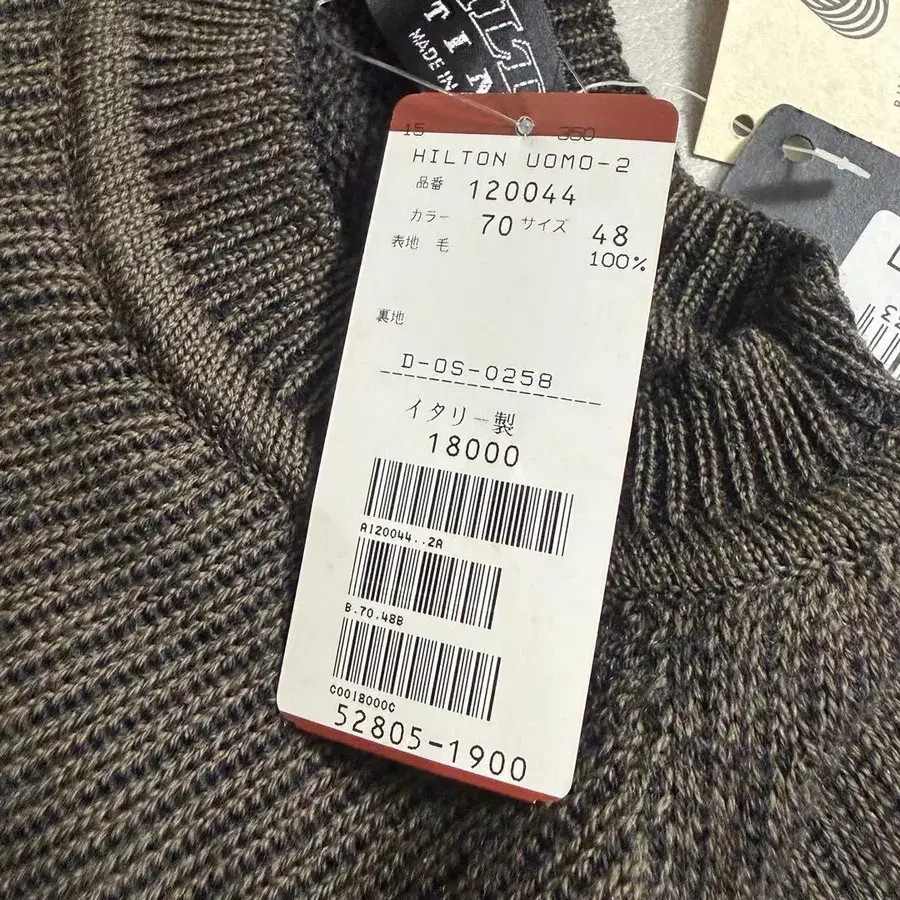 MADE IN
15 350
HILTON UOMO-2
品番 120044
カラー 70 サイズ 48
表地 毛 100%
裏地
D-OS-0258
イタリー製
18000
A120044..2A
B.70.48B
C0018000C
52805-1900